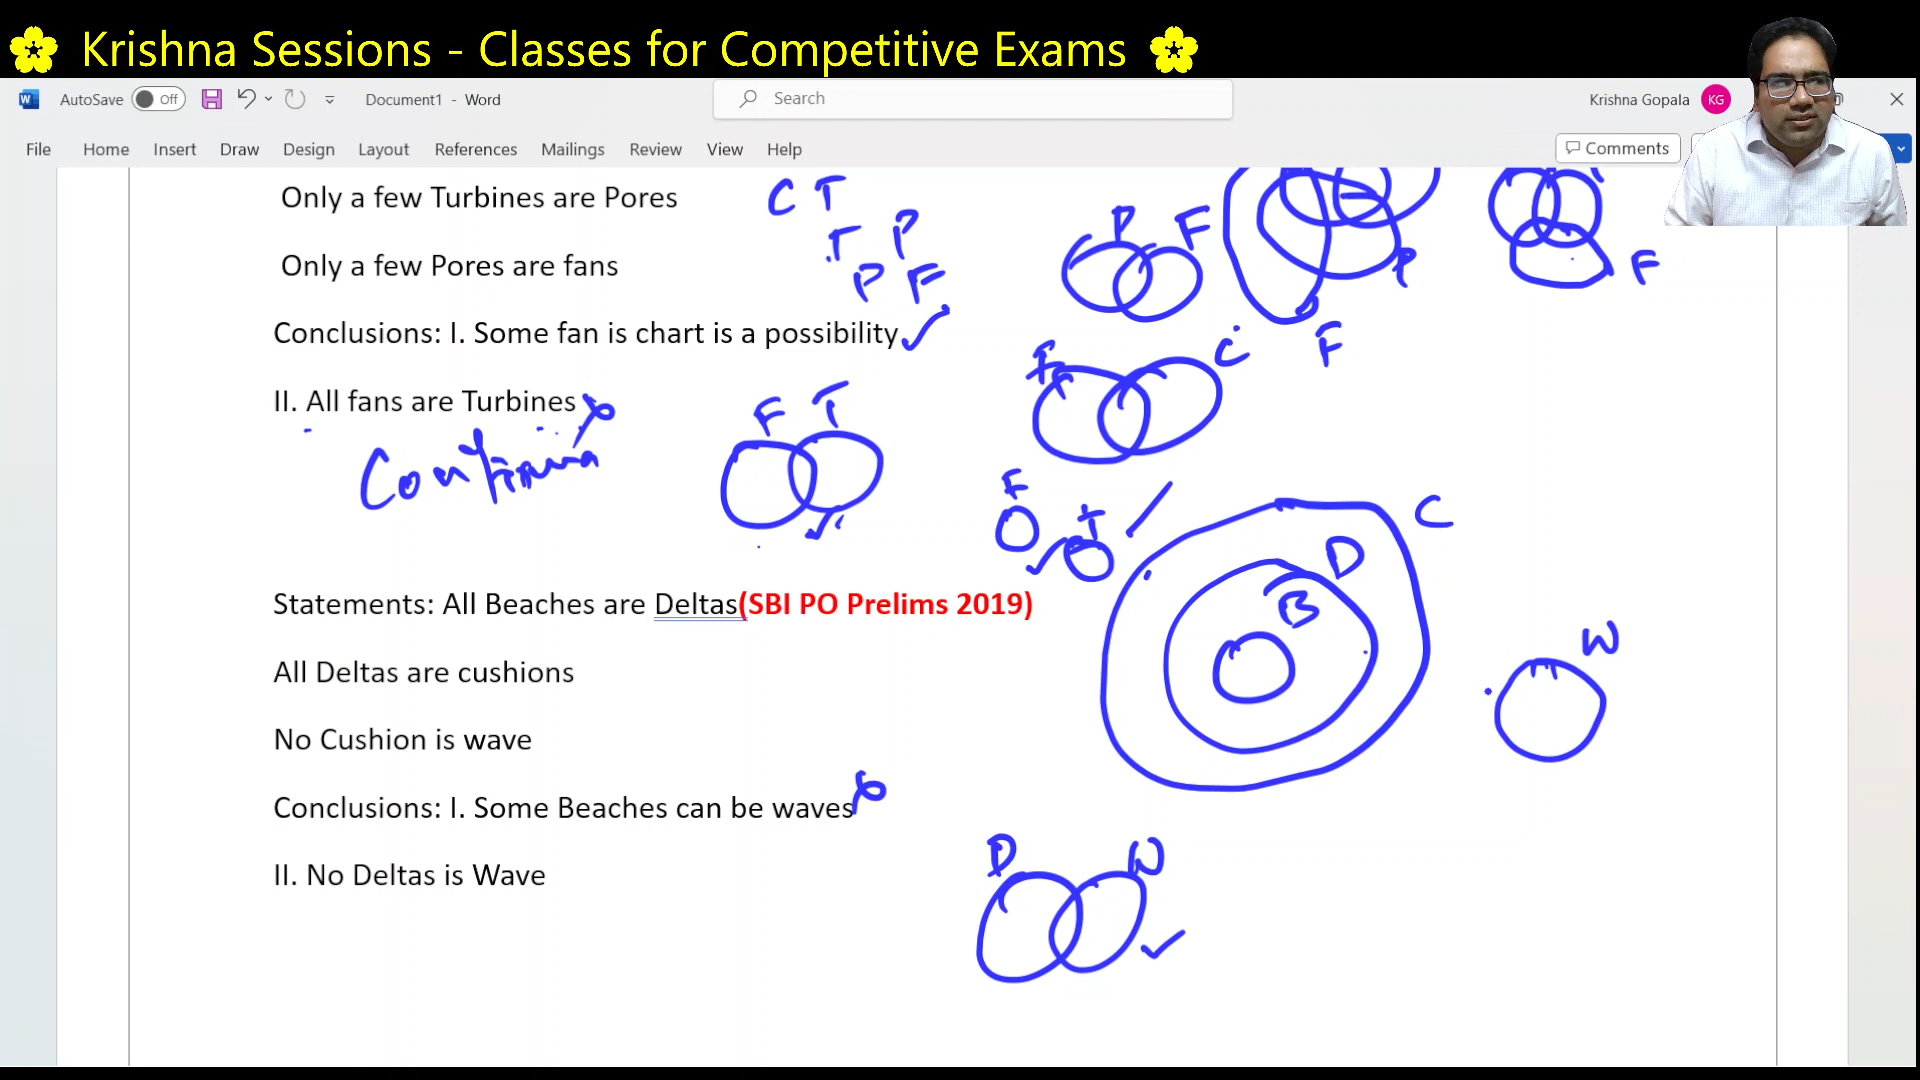 Krishna Sessions - Classes for Competitive Exams
AutoSave Off Document1 - Word Search Krishna Gopala KG
File Home Insert Draw Design Layout References Mailings Review View Help Comments
Only a few Turbines are Pores
C T
T P
P F
Only a few Pores are fans
P F
P
F
F
Conclusions: I. Some fan is chart is a possibility
F C
II. All fans are Turbines
F T
F T
Statements: All Beaches are Deltas(SBI PO Prelims 2019)
C
D
B
W
All Deltas are cushions
No Cushion is wave
Conclusions: I. Some Beaches can be waves
II. No Deltas is Wave
D W